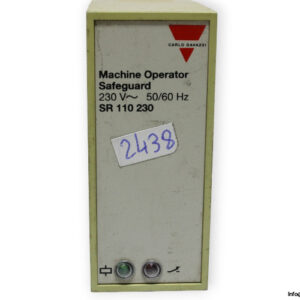 CARLO GAVAZZI
Machine Operator
Safeguard
230 V~ 50/60 Hz
SR 110 230
2438